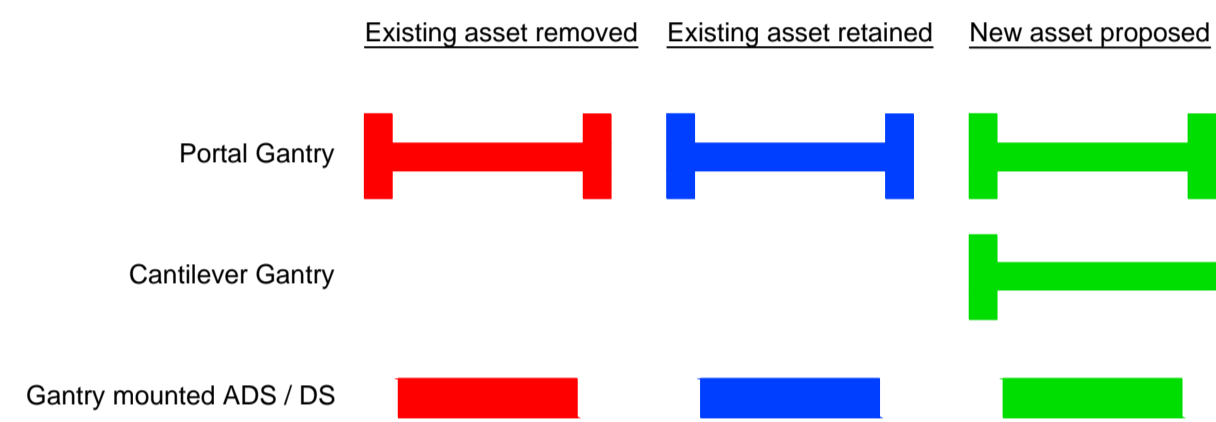 Existing asset removed Existing asset retained New asset proposed
Portal Gantry
Cantilever Gantry
Gantry mounted ADS / DS